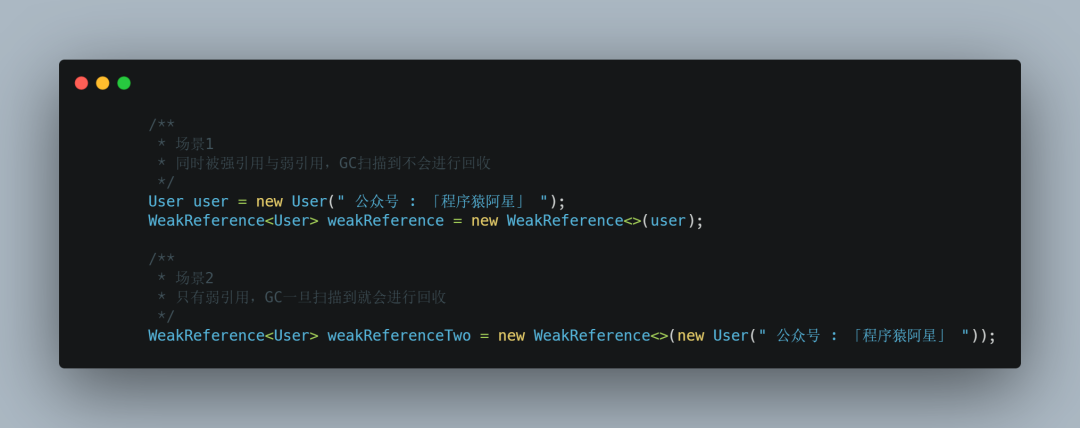 /**
 * 场景1
 * 同时被强引用与弱引用，GC扫描到不会进行回收
 */
User user = new User(" 公众号 : 「程序猿阿星」 ");
WeakReference<User> weakReference = new WeakReference<>(user);
/**
 * 场景2
 * 只有弱引用，GC一旦扫描到就会进行回收
 */
WeakReference<User> weakReferenceTwo = new WeakReference<>(new User(" 公众号 : 「程序猿阿星」 "));